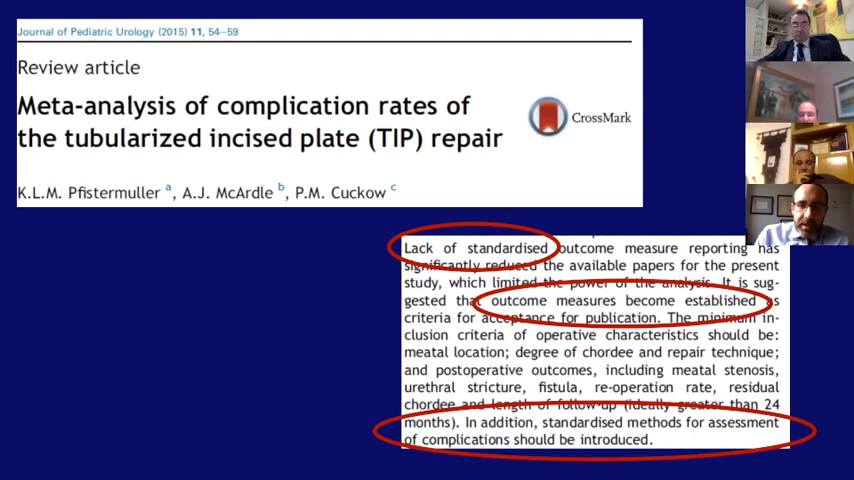 Journal of Pediatric Urology (2015) 11, 54–59
Review article
Meta-analysis of complication rates of
the tubularized incised plate (TIP) repair
CrossMark
K.L.M. Pfistermuller a, A.J. McArdle b, P.M. Cuckow c
Lack of standardised outcome measure reporting has
significantly reduced the available papers for the present
study, which limited the power of the analysis. It is sug-
gested that outcome measures become established as
criteria for acceptance for publication. The minimum in-
clusion criteria of operative characteristics should be:
meatal location; degree of chordee and repair technique;
and postoperative outcomes, including meatal stenosis,
urethral stricture, fistula, re-operation rate, residual
chordee and length of follow-up (ideally greater than 24
months). In addition, standardised methods for assessment
of complications should be introduced.